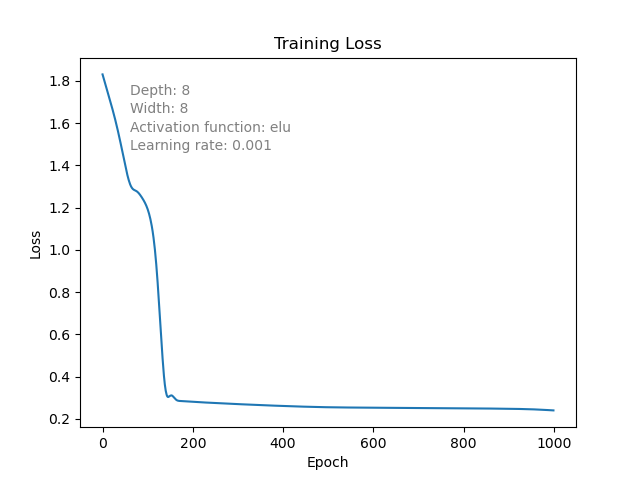 Training Loss
Depth: 8
Width: 8
Activation function: elu
Learning rate: 0.001
Loss
1.8
1.6
1.4
1.2
1.0
0.8
0.6
0.4
0.2
0
200
400
600
800
1000
Epoch